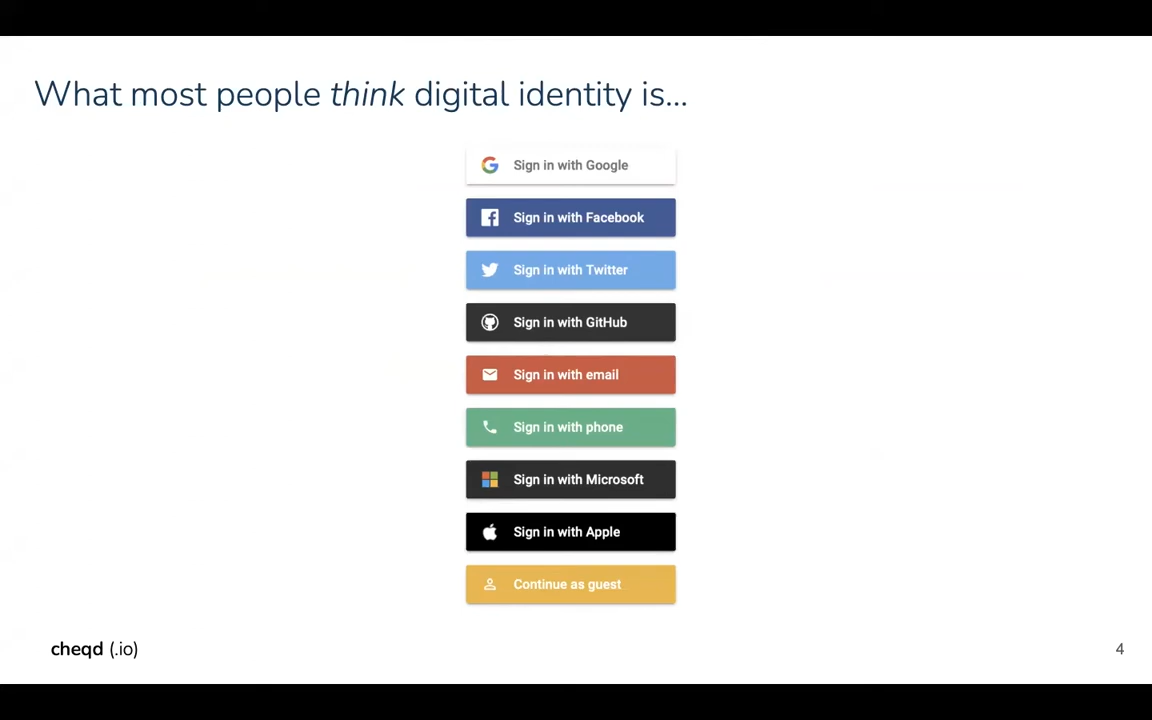 What most people think digital identity is...
Sign in with Google
Sign in with Facebook
Sign in with Twitter
Sign in with GitHub
Sign in with email
Sign in with phone
Sign in with Microsoft
Sign in with Apple
Continue as guest
cheqd (.io)
4